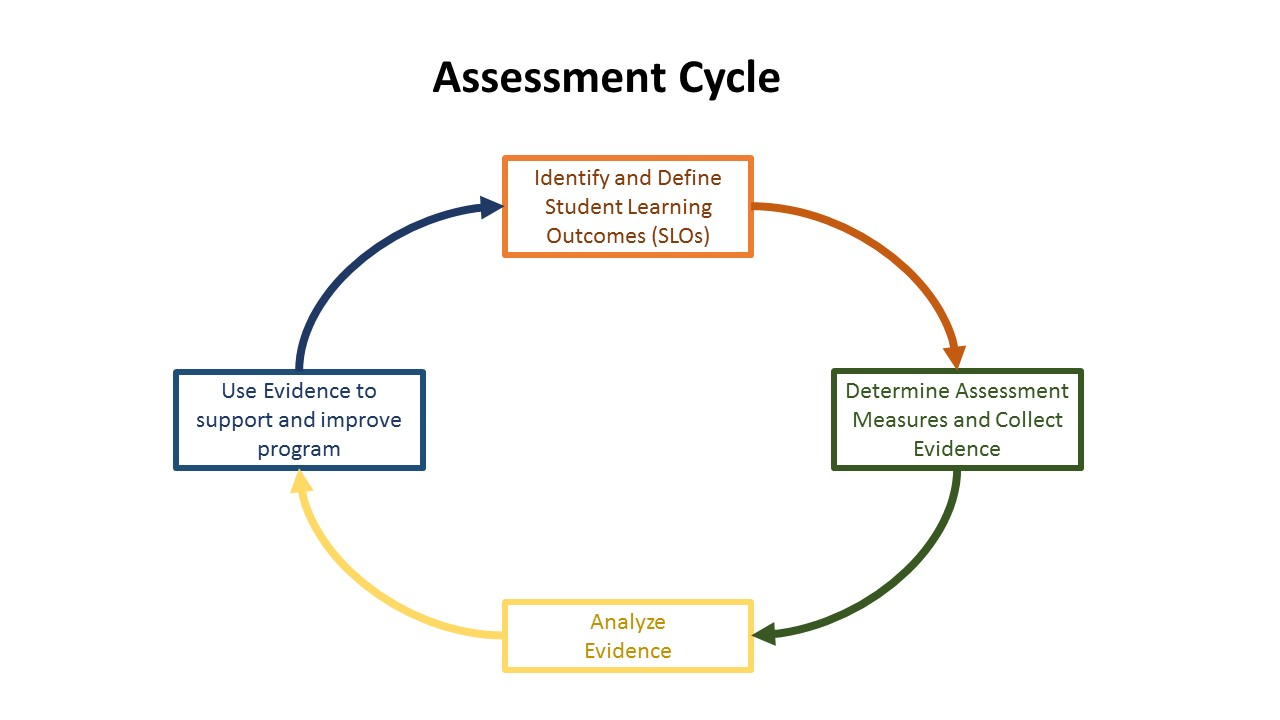 Assessment Cycle
Identify and Define
Student Learning
Outcomes (SLOs)
Determine Assessment
Measures and Collect
Evidence
Analyze
Evidence
Use Evidence to
support and improve
program